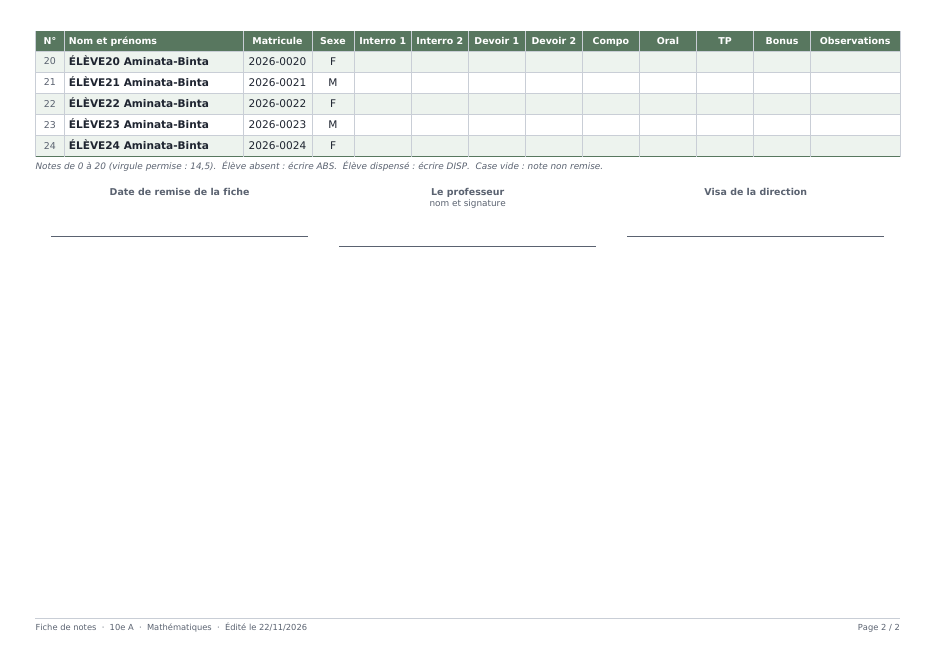 N° Nom et prénoms Matricule Sexe Interro 1 Interro 2 Devoir 1 Devoir 2 Compo Oral TP Bonus Observations
20 ÉLÈVE20 Aminata-Binta 2026-0020 F
21 ÉLÈVE21 Aminata-Binta 2026-0021 M
22 ÉLÈVE22 Aminata-Binta 2026-0022 F
23 ÉLÈVE23 Aminata-Binta 2026-0023 M
24 ÉLÈVE24 Aminata-Binta 2026-0024 F
Notes de 0 à 20 (virgule permise : 14,5). Élève absent : écrire ABS. Élève dispensé : écrire DISP. Case vide : note non remise.
Date de remise de la fiche Le professeur Visa de la direction
nom et signature
Fiche de notes · 10e A · Mathématiques · Édité le 22/11/2026 Page 2 / 2